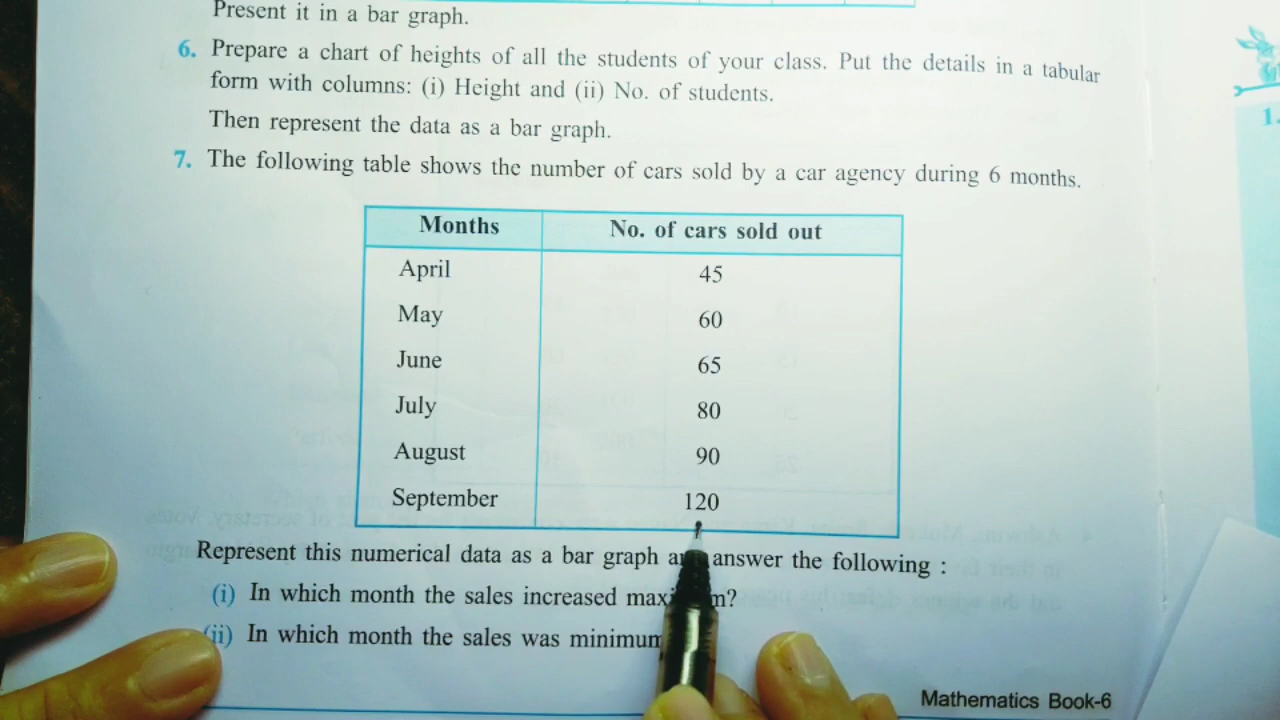 Present it in a bar graph.
6. Prepare a chart of heights of all the students of your class. Put the details in a tabular
form with columns: (i) Height and (ii) No. of students.
Then represent the data as a bar graph.
7. The following table shows the number of cars sold by a car agency during 6 months.
Months No. of cars sold out
April 45
May 60
June 65
July 80
August 90
September 120
Represent this numerical data as a bar graph answer the following :
(i) In which month the sales increased
(ii) In which month the sales was
Mathematics Book-6
1.